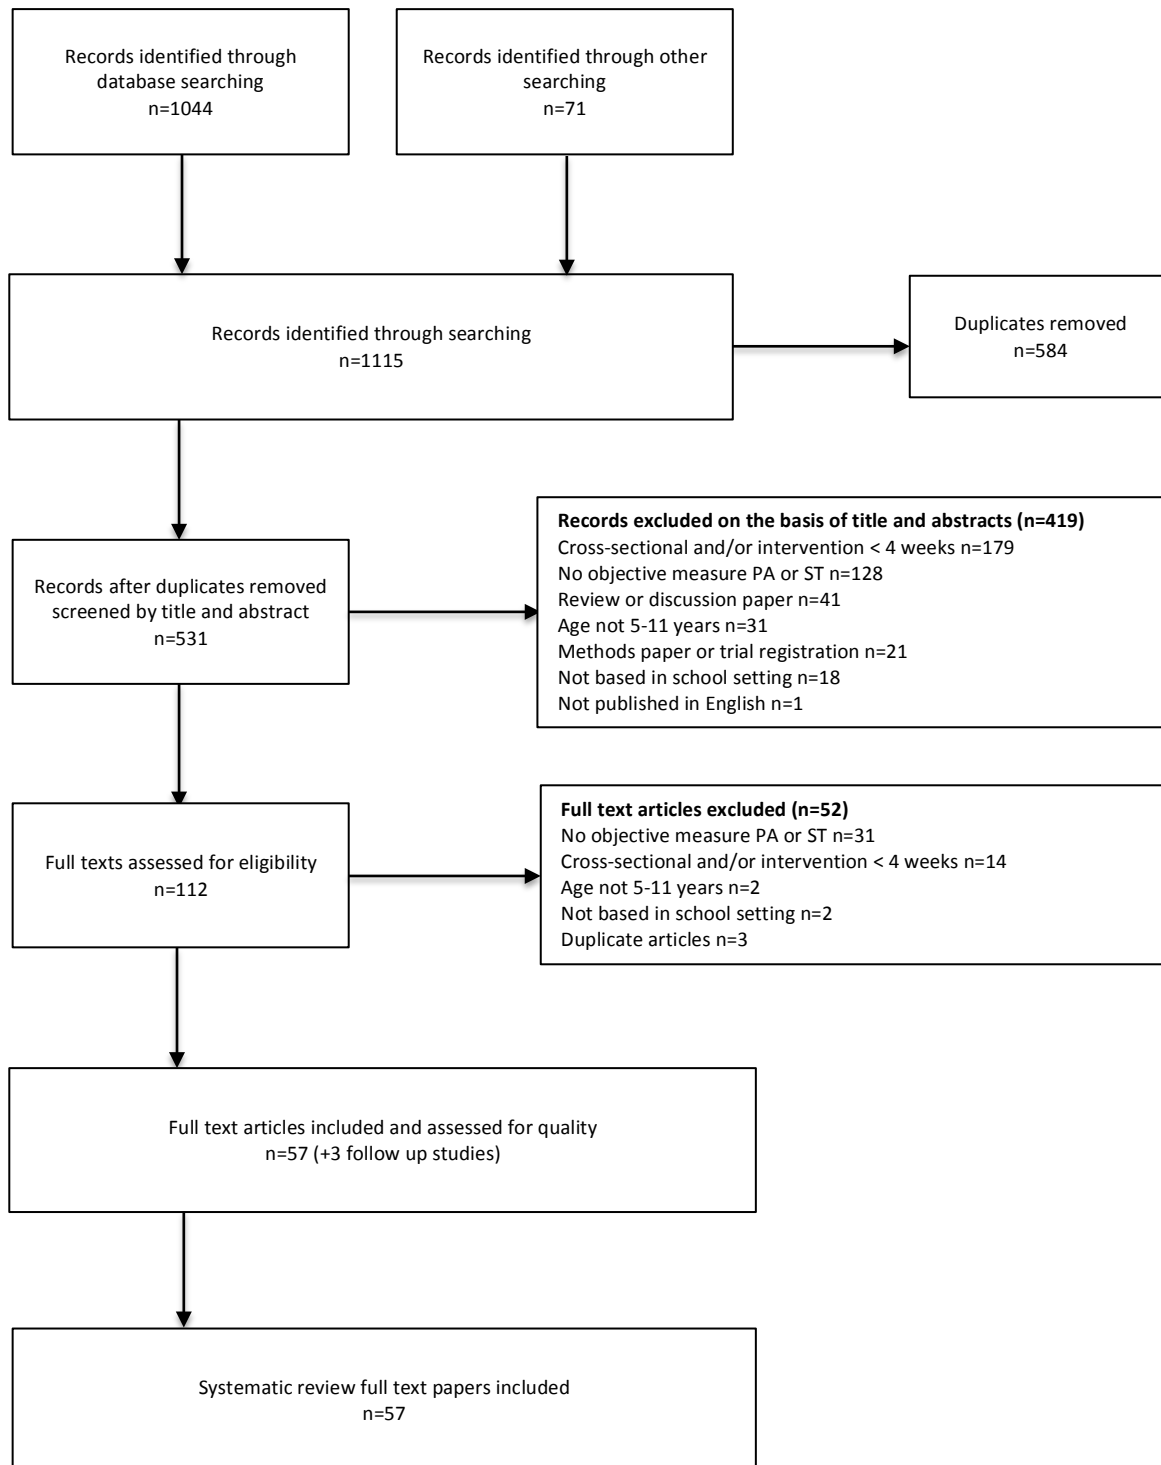 Records identified through
database searching
n=1044
Records identified through other
searching
n=71
Records identified through searching
n=1115
Duplicates removed
n=584
Records after duplicates removed
screened by title and abstract
n=531
Records excluded on the basis of title and abstracts (n=419)
Cross-sectional and/or intervention < 4 weeks n=179
No objective measure PA or ST n=128
Review or discussion paper n=41
Age not 5-11 years n=31
Methods paper or trial registration n=21
Not based in school setting n=18
Not published in English n=1
Full texts assessed for eligibility
n=112
Full text articles excluded (n=52)
No objective measure PA or ST n=31
Cross-sectional and/or intervention < 4 weeks n=14
Age not 5-11 years n=2
Not based in school setting n=2
Duplicate articles n=3
Full text articles included and assessed for quality
n=57 (+3 follow up studies)
Systematic review full text papers included
n=57